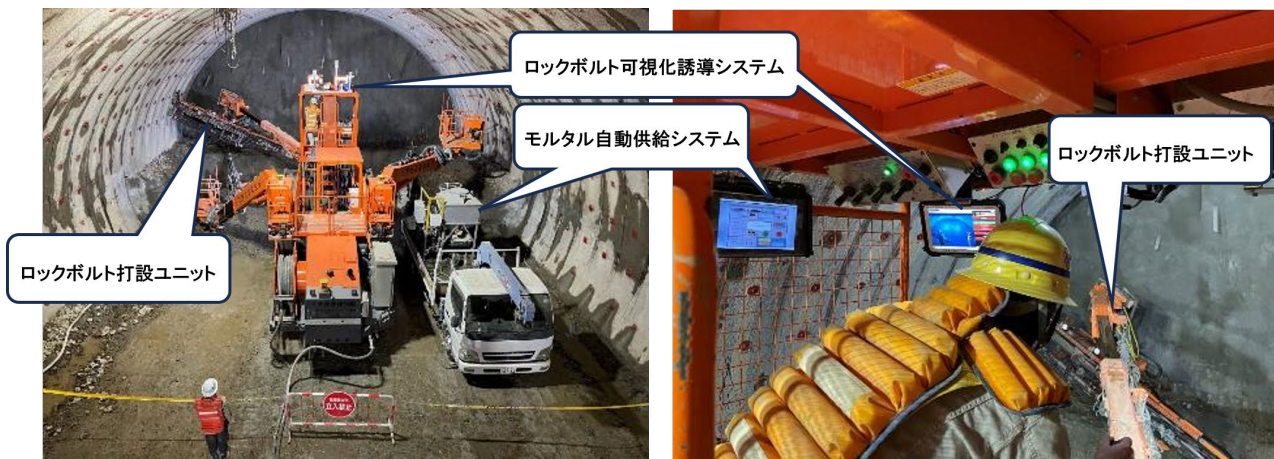 ロックボルト可視化誘導システム
モルタル自動供給システム
ロックボルト打設ユニット
ロックボルト打設ユニット
立入禁止